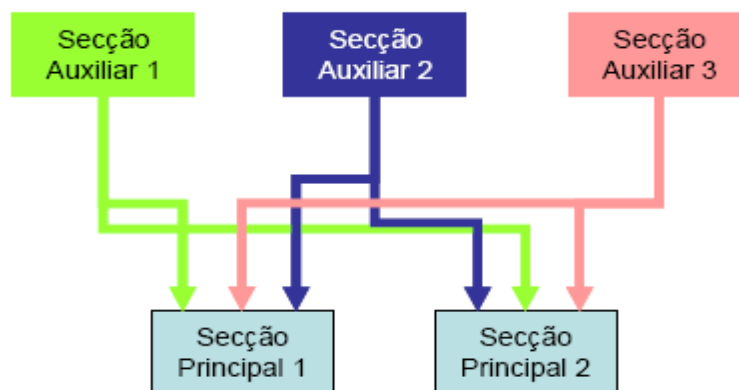 Secção
Auxiliar 1
Secção
Auxiliar 2
Secção
Auxiliar 3
Secção
Principal 1
Secção
Principal 2